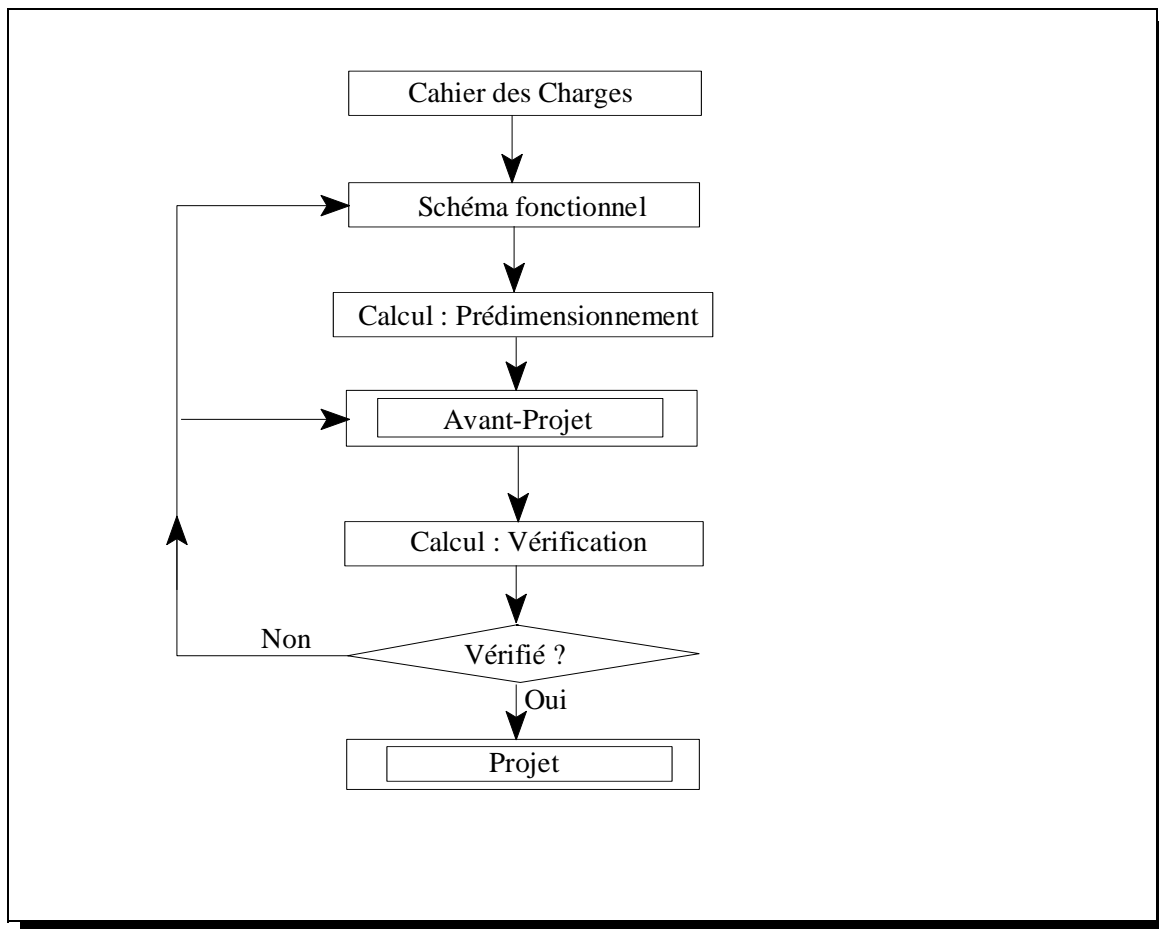 Cahier des Charges
Schéma fonctionnel
Calcul : Prédimensionnement
Avant-Projet
Calcul : Vérification
Non
Vérifié ?
Oui
Projet